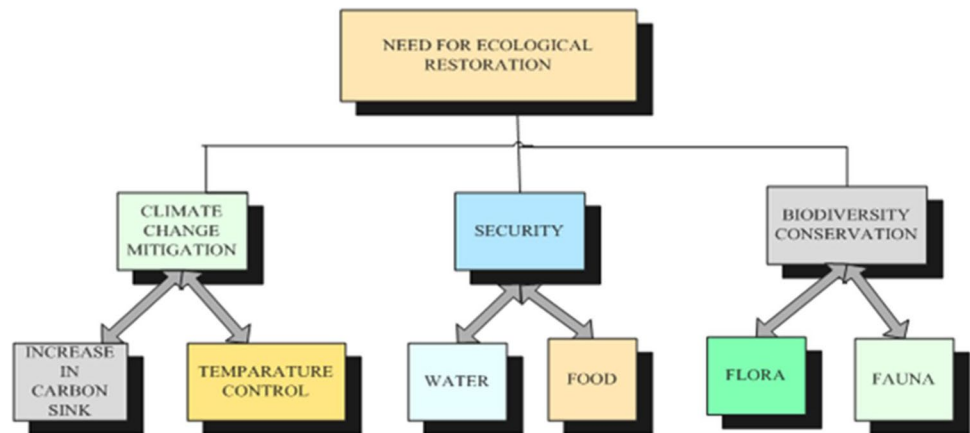 NEED FOR ECOLOGICAL
RESTORATION
CLIMATE
CHANGE
MITIGATION
SECURITY
BIODIVERSITY
CONSERVATION
INCREASE
IN
CARBON
SINK
TEMPARATURE
CONTROL
WATER
FOOD
FLORA
FAUNA